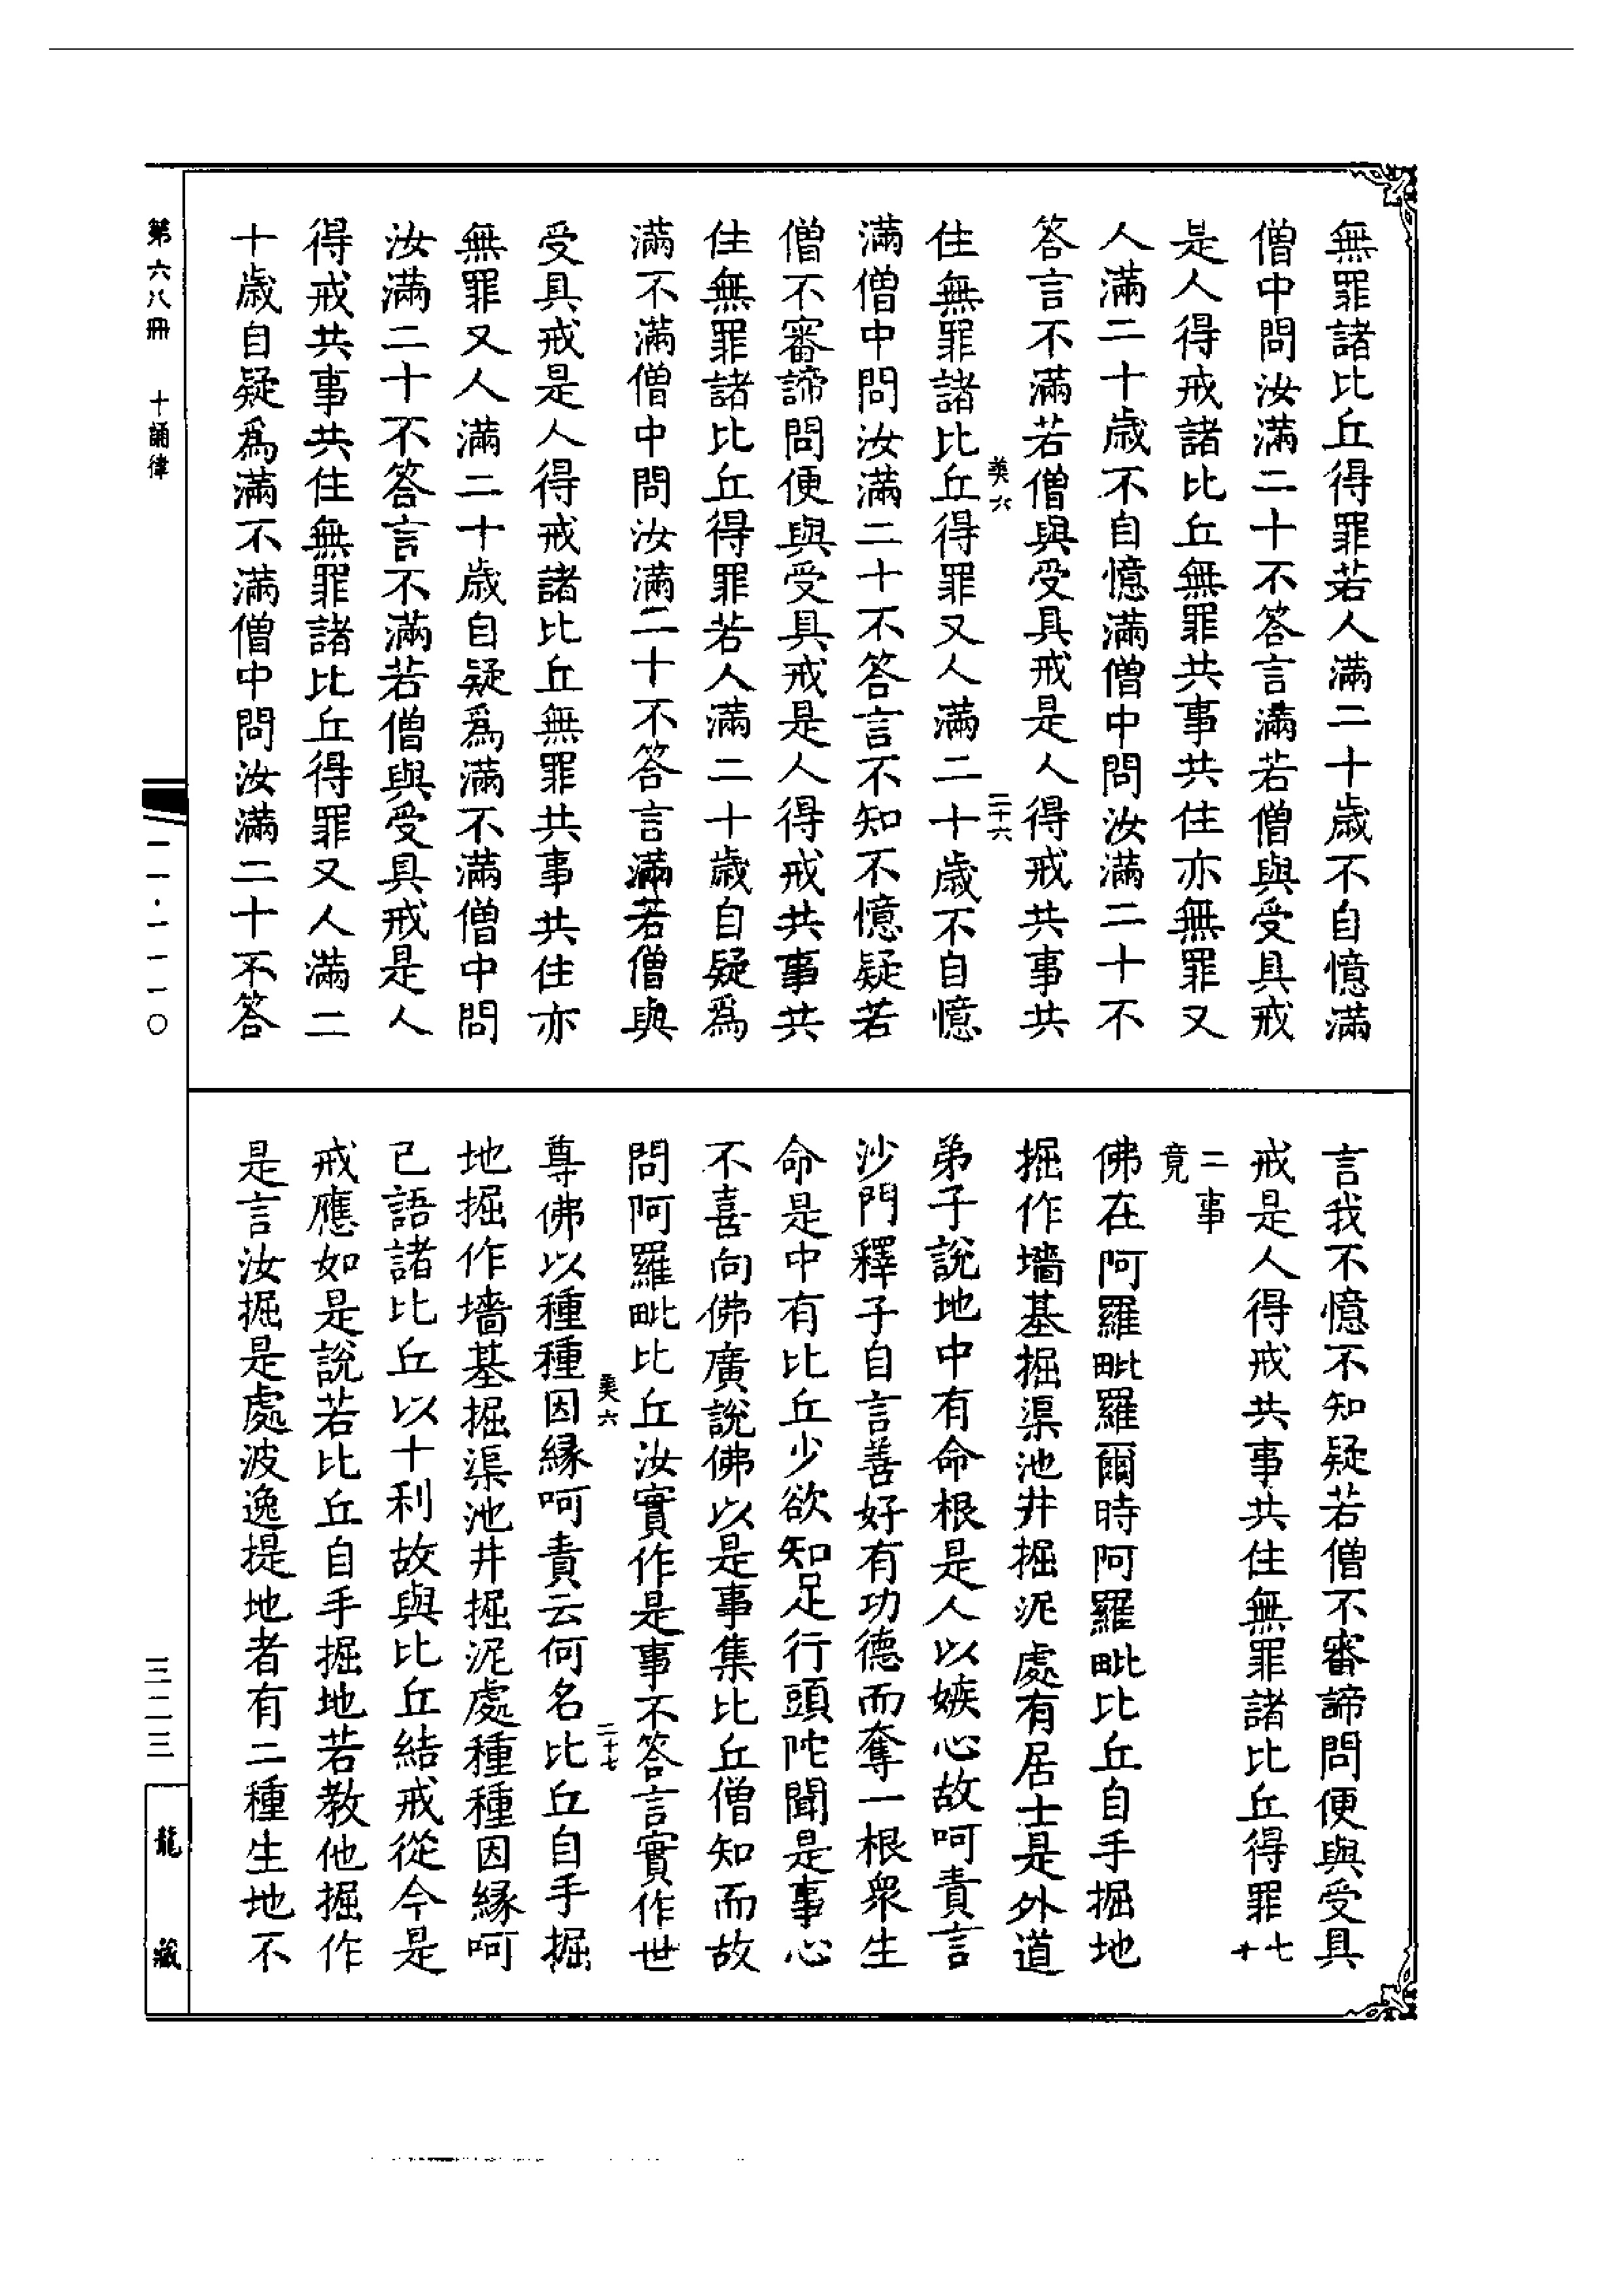 無罪諸比丘得罪若人滿二十歲不自憶滿
僧中問汝滿二十不答言滿若僧與受具戒
是人得戒諸比丘無罪共事共住亦無罪又
人滿二十歲不自憶滿僧中問汝滿二十不
答言不滿若僧與受具戒是人得戒共事共
住無罪諸比丘得罪又人滿二十歲不自憶
滿僧中問汝滿二十不答言不知不憶疑若
僧不審諦問便與受具戒是人得戒共事共
住無罪諸比丘得罪若人滿二十歲自疑爲
滿不滿僧中問汝滿二十不答言滿若僧與
受具戒是人得戒諸比丘無罪共事共住亦
無罪又人滿二十歲自疑爲滿不滿僧中問
汝滿二十不答言不滿若僧與受具戒是人
得戒共事共住無罪諸比丘得罪又人滿二
十歲自疑爲滿不滿僧中問汝滿二十不答
言我不憶不知疑若僧不審諦問便與受具
戒是人得戒共事共住無罪諸比丘得罪七十
二事
竟
佛在阿羅毗羅爾時阿羅毗比丘自手掘地
掘作墻基掘渠池井掘泥處有居士是外道
弟子說地中有命根是人以嫉心故呵責言
沙門釋子自言善好有功德而奪一根衆生
命是中有比丘少欲知足行頭陀聞是事心
不喜向佛廣說佛以是事集比丘僧知而故
問阿羅毗比丘汝實作是事不答言實作世
尊佛以種種因緣呵責云何名比丘自手掘
地掘作墻基掘渠池井掘泥處種種因緣呵
已語諸比丘以十利故與比丘結戒從今是
戒應如是說若比丘自手掘地若教他掘作
是言汝掘是處波逸提地者有二種生地不
第六八冊 十誦律
二一·一一一〇
三二三
龍藏
二十六
二十七